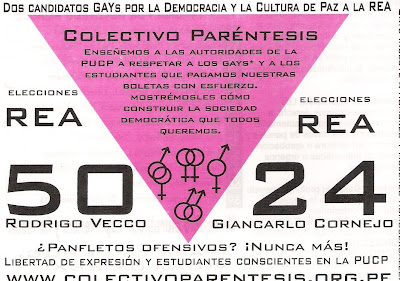 Dos candidatos GAYs por la Democracia y la Cultura de Paz a la REA
Colectivo Paréntesis
Enseñemos a las autoridades de la
PUCP a respetar a los gays* y a los
estudiantes que pagamos nuestras
boletas con esfuerzo.
Mostrémosles cómo
construir la sociedad
democrática que todos
queremos.
elecciones
REA
elecciones
REA
50
24
Rodrigo Vecco
Giancarlo Cornejo
¿Panfletos ofensivos? ¡Nunca más!
Libertad de expresión y estudiantes conscientes en la PUCP
www.colectivoparentesis.org.pe